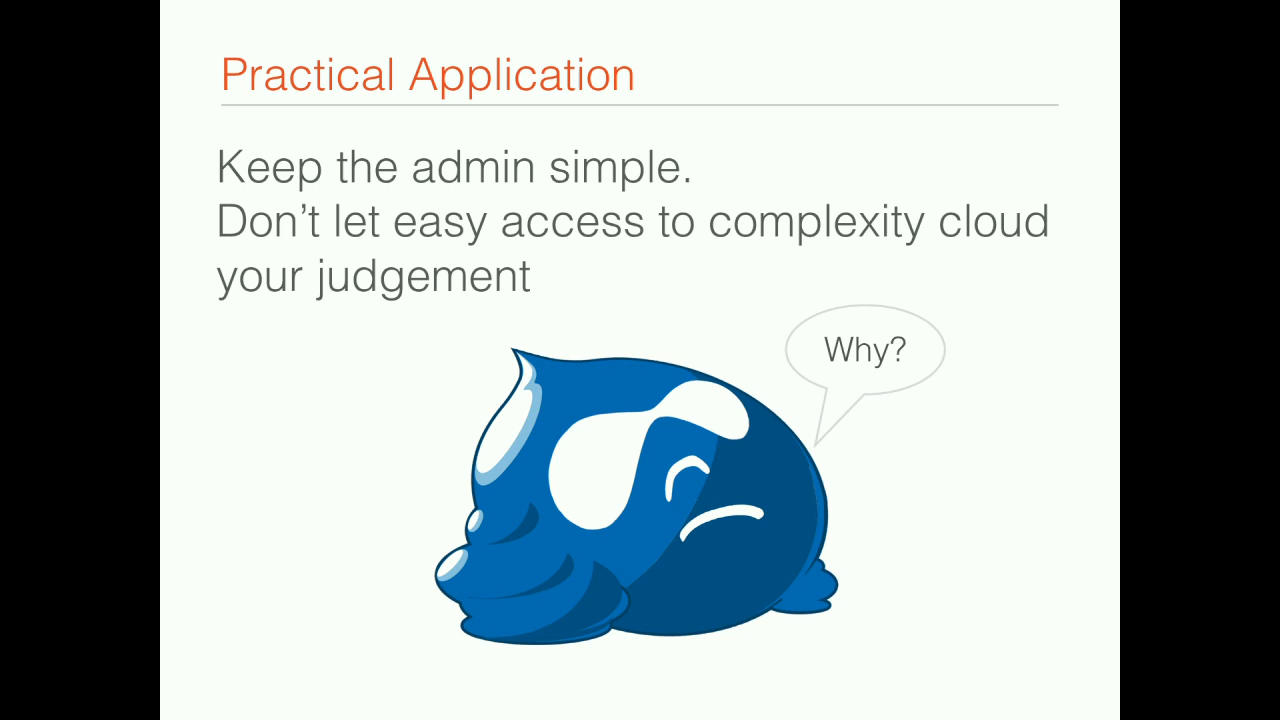 Practical Application
Keep the admin simple.
Don’t let easy access to complexity cloud
your judgement
Why?